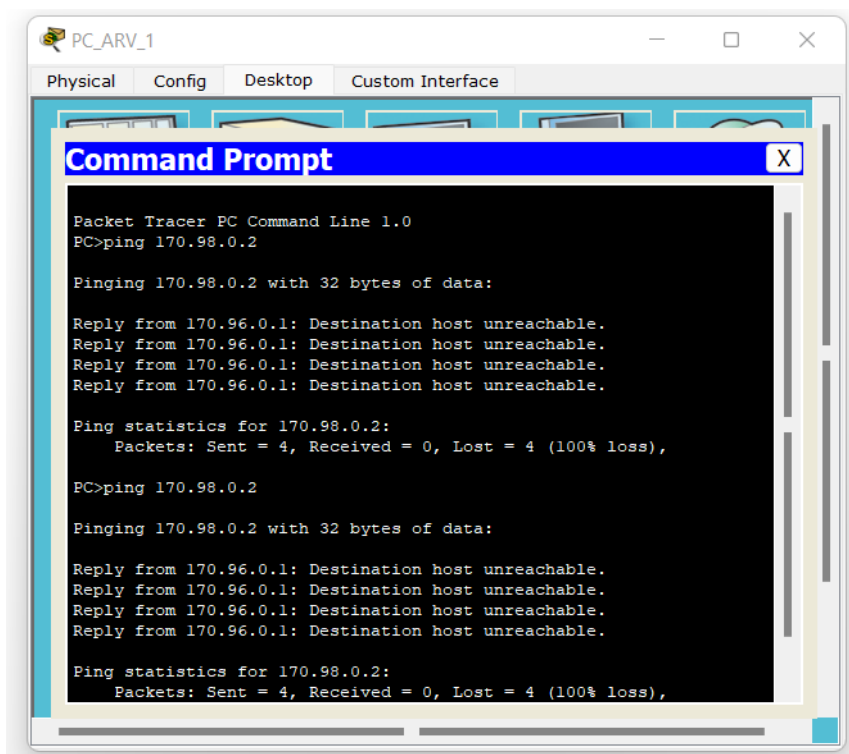 PC_ARV_1
Physical Config Desktop Custom Interface
Command Prompt
X
Packet Tracer PC Command Line 1.0
PC>ping 170.98.0.2
Pinging 170.98.0.2 with 32 bytes of data:
Reply from 170.96.0.1: Destination host unreachable.
Reply from 170.96.0.1: Destination host unreachable.
Reply from 170.96.0.1: Destination host unreachable.
Reply from 170.96.0.1: Destination host unreachable.
Ping statistics for 170.98.0.2:
Packets: Sent = 4, Received = 0, Lost = 4 (100% loss),
PC>ping 170.98.0.2
Pinging 170.98.0.2 with 32 bytes of data:
Reply from 170.96.0.1: Destination host unreachable.
Reply from 170.96.0.1: Destination host unreachable.
Reply from 170.96.0.1: Destination host unreachable.
Reply from 170.96.0.1: Destination host unreachable.
Ping statistics for 170.98.0.2:
Packets: Sent = 4, Received = 0, Lost = 4 (100% loss),